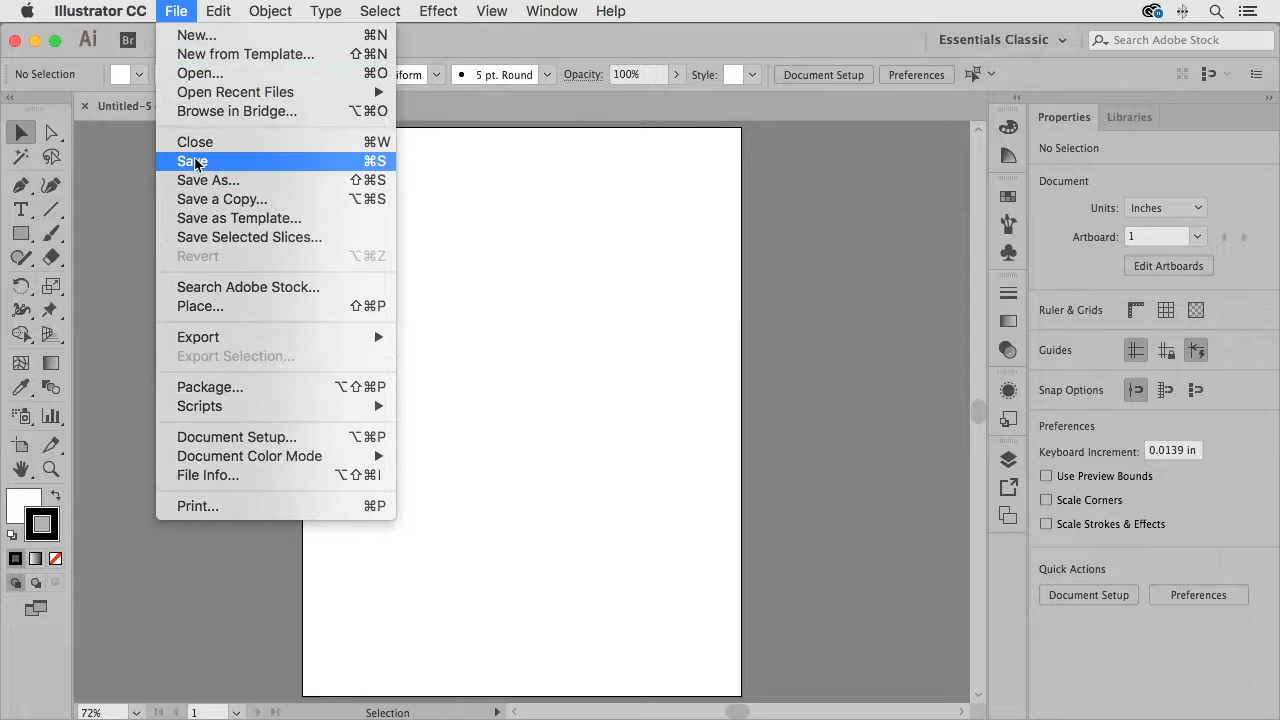 Illustrator CC File Edit Object Type Select Effect View Window Help
Ai Br Essentials Classic Search Adobe Stock
No Selection iform 5 pt. Round Opacity: 100% Style: Document Setup Preferences
Untitled-5
New... ⌘N
New from Template... ⇧⌘N
Open... ⌘O
Open Recent Files
Browse in Bridge... ⌥⌘O
Close ⌘W
Save ⌘S
Save As... ⇧⌘S
Save a Copy... ⌥⌘S
Save as Template...
Save Selected Slices...
Revert ⌥⌘Z
Search Adobe Stock...
Place... ⇧⌘P
Export
Export Selection...
Package... ⌥⇧⌘P
Scripts
Document Setup... ⌥⌘P
Document Color Mode
File Info... ⌥⇧⌘I
Print... ⌘P
Properties Libraries
No Selection
Document
Units: Inches
Artboard: 1
Edit Artboards
Ruler & Grids
Guides
Snap Options
Preferences
Keyboard Increment: 0.0139 in
Use Preview Bounds
Scale Corners
Scale Strokes & Effects
Quick Actions
Document Setup Preferences
72% 1 Selection